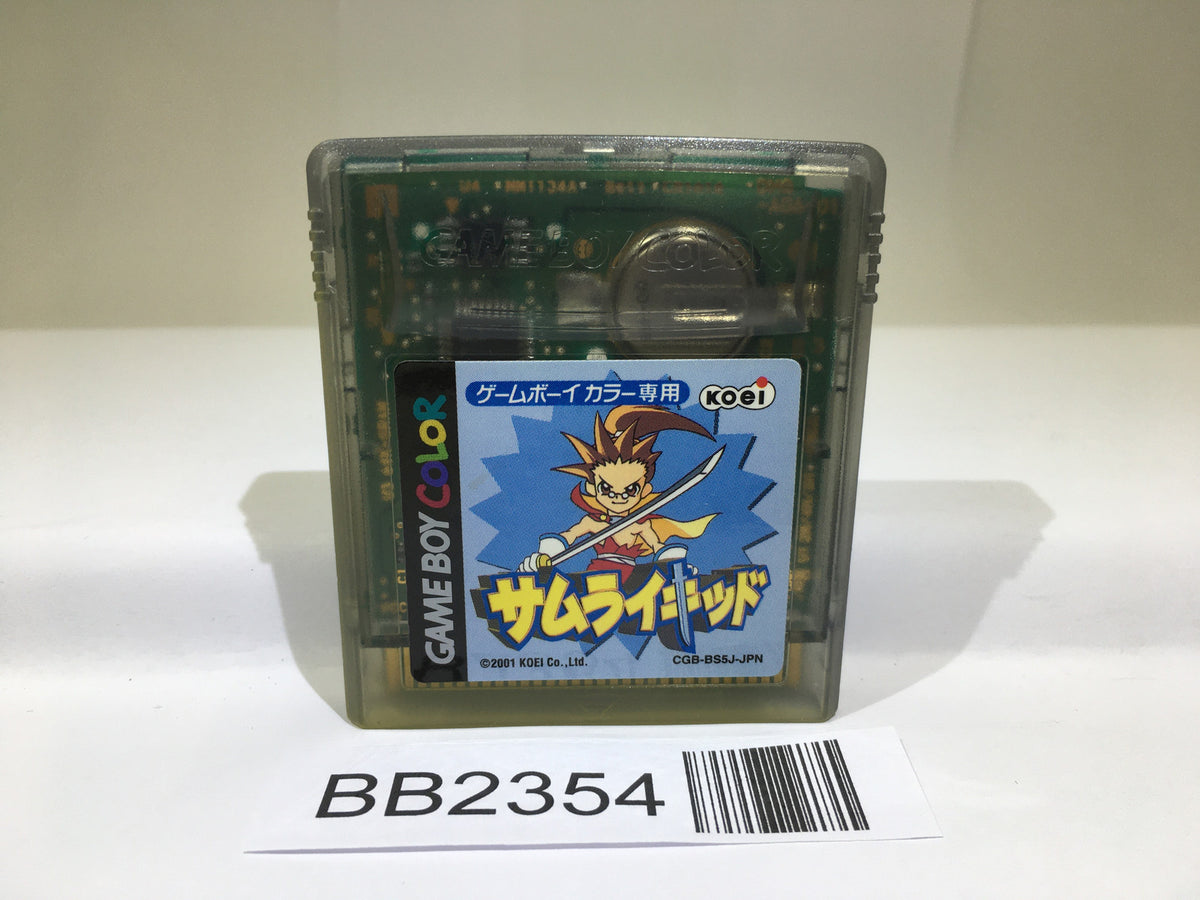 GAME BOY COLOR
GAME BOY COLOR
ゲームボーイ カラー専用
KOEI
サムライキッド
©2001 KOEI Co.,Ltd.
CGB-BS5J-JPN
BB2354